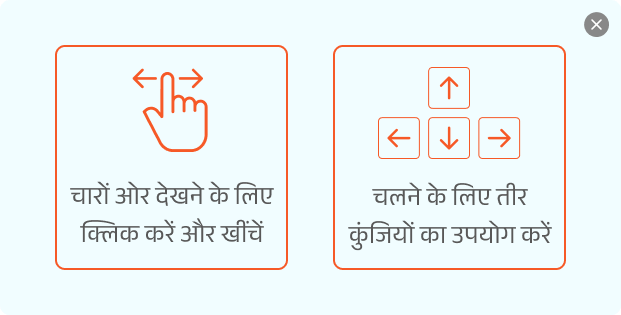 चारों ओर देखने के लिए
क्लिक करें और खींचें
चलने के लिए तीर
कुंजियों का उपयोग करें